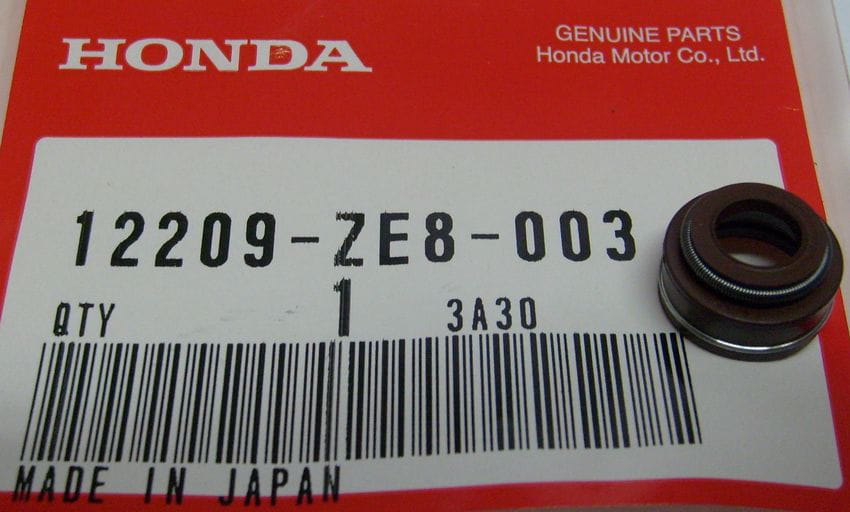 HONDA
GENUINE PARTS
Honda Motor Co., Ltd.
12209-ZE8-003
QTY 1 3A30
MADE IN JAPAN